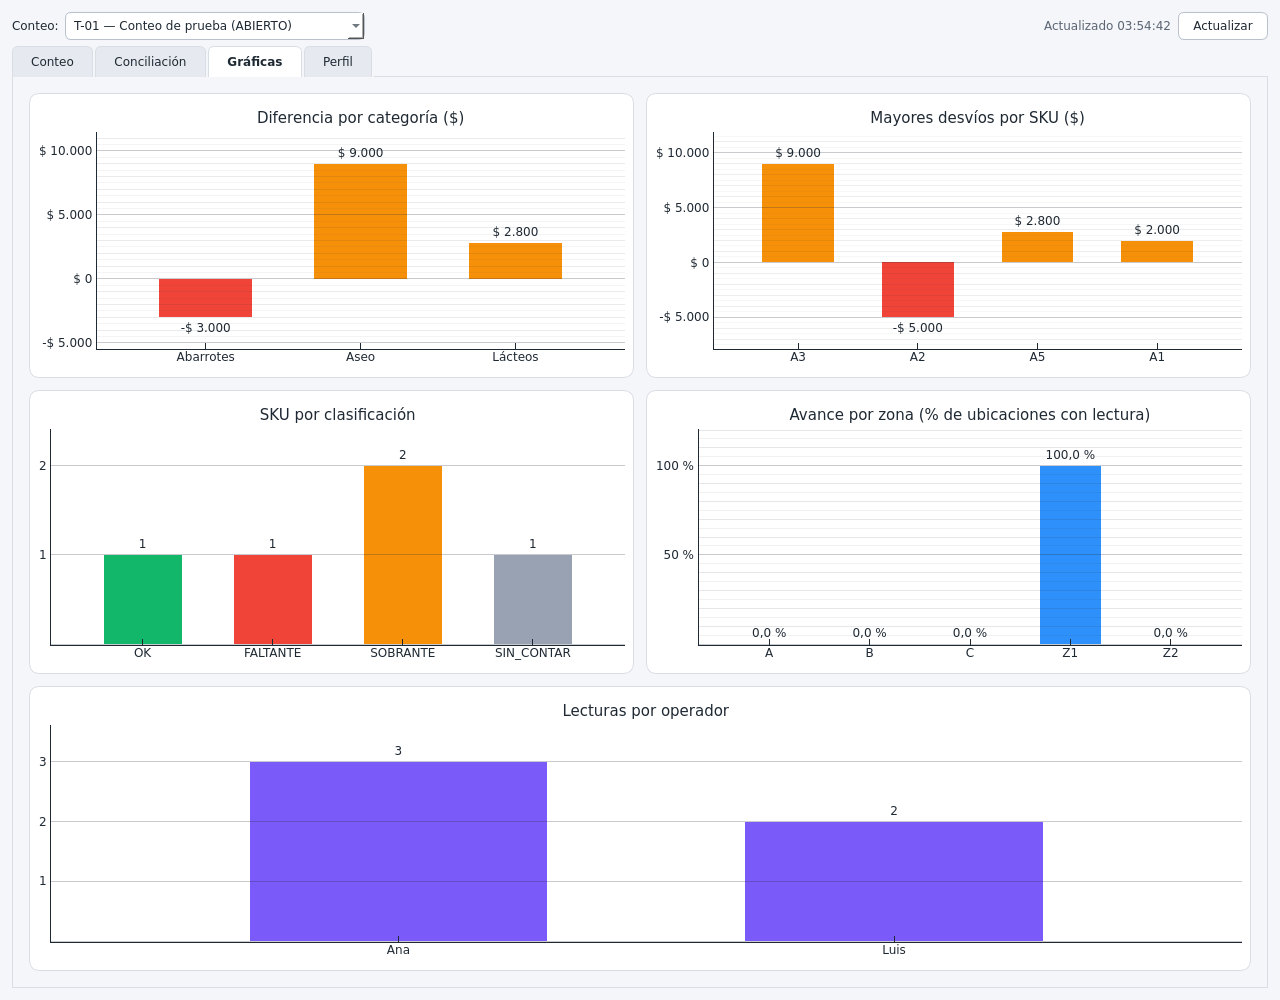 Conteo: T-01 — Conteo de prueba (ABIERTO) Actualizado 03:54:42 Actualizar
Conteo Conciliación Gráficas Perfil
Diferencia por categoría ($)
$ 10.000
$ 5.000
$ 0
-$ 5.000
-$ 3.000
$ 9.000
$ 2.800
Abarrotes Aseo Lácteos
Mayores desvíos por SKU ($)
$ 10.000
$ 5.000
$ 0
-$ 5.000
$ 9.000
-$ 5.000
$ 2.800
$ 2.000
A3 A2 A5 A1
SKU por clasificación
2
1
1
1
2
1
OK FALTANTE SOBRANTE SIN_CONTAR
Avance por zona (% de ubicaciones con lectura)
100 %
50 %
0,0 % 0,0 % 0,0 % 100,0 % 0,0 %
A B C Z1 Z2
Lecturas por operador
3
2
1
3
2
Ana Luis